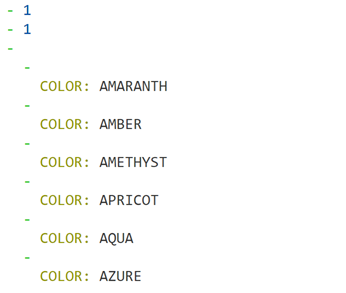 - 1
- 1
-
  -
    COLOR: AMARANTH
  -
    COLOR: AMBER
  -
    COLOR: AMETHYST
  -
    COLOR: APRICOT
  -
    COLOR: AQUA
  -
    COLOR: AZURE